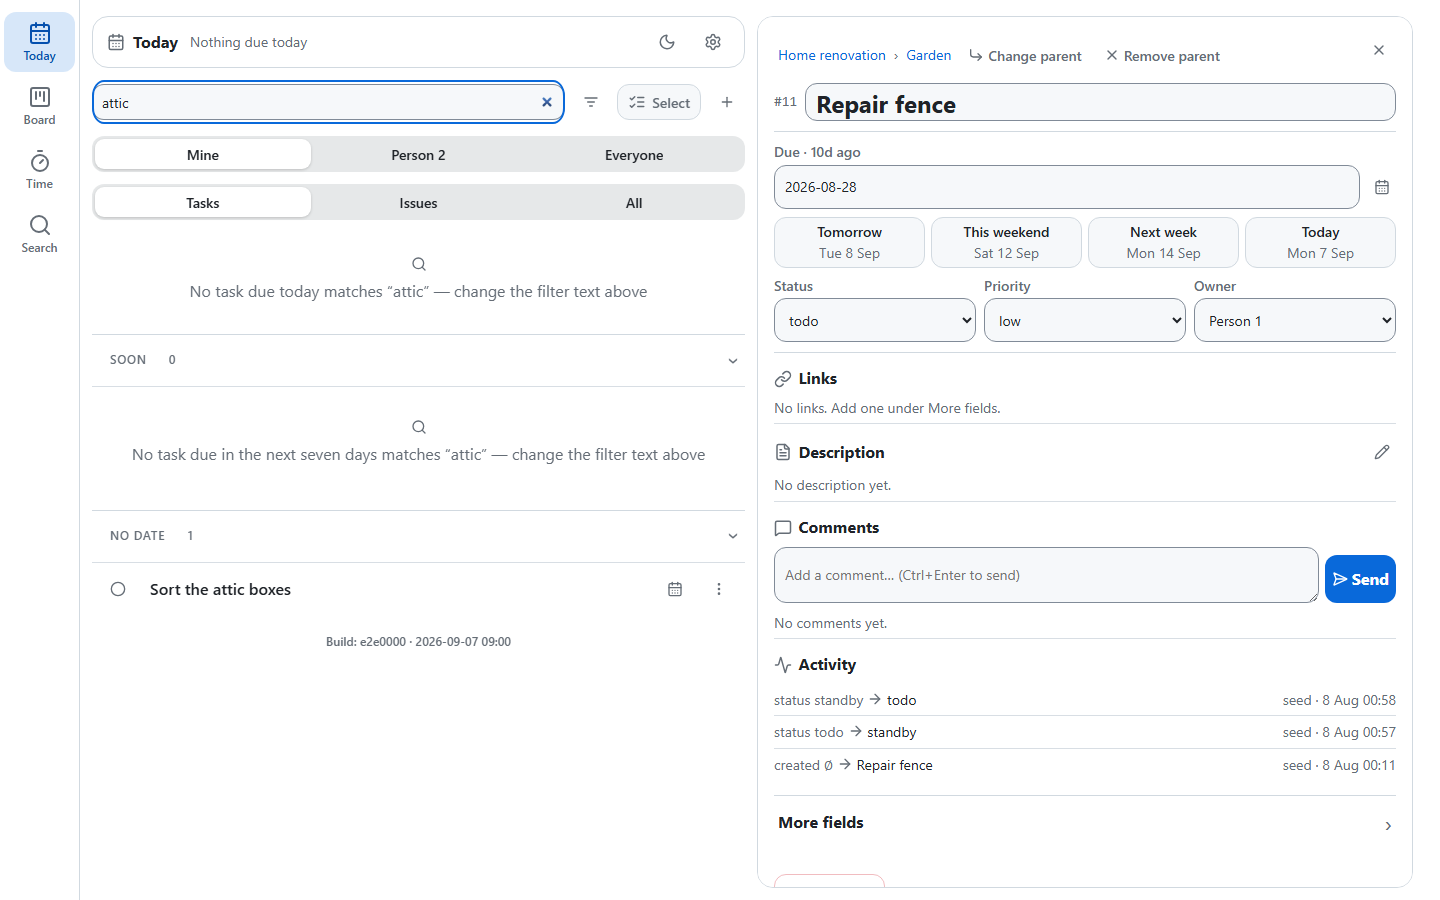 Today
Board
Time
Search
Today Nothing due today
attic
Select
Mine Person 2 Everyone
Tasks Issues All
No task due today matches “attic” — change the filter text above
SOON 0
No task due in the next seven days matches “attic” — change the filter text above
NO DATE 1
Sort the attic boxes
Build: e2e0000 · 2026-09-07 09:00
Home renovation › Garden Change parent Remove parent
#11 Repair fence
Due · 10d ago
2026-08-28
Tomorrow This weekend Next week Today
Tue 8 Sep Sat 12 Sep Mon 14 Sep Mon 7 Sep
Status Priority Owner
todo low Person 1
Links
No links. Add one under More fields.
Description
No description yet.
Comments
Add a comment... (Ctrl+Enter to send)
Send
No comments yet.
Activity
status standby → todo seed · 8 Aug 00:58
status todo → standby seed · 8 Aug 00:57
created ∅ → Repair fence seed · 8 Aug 00:11
More fields